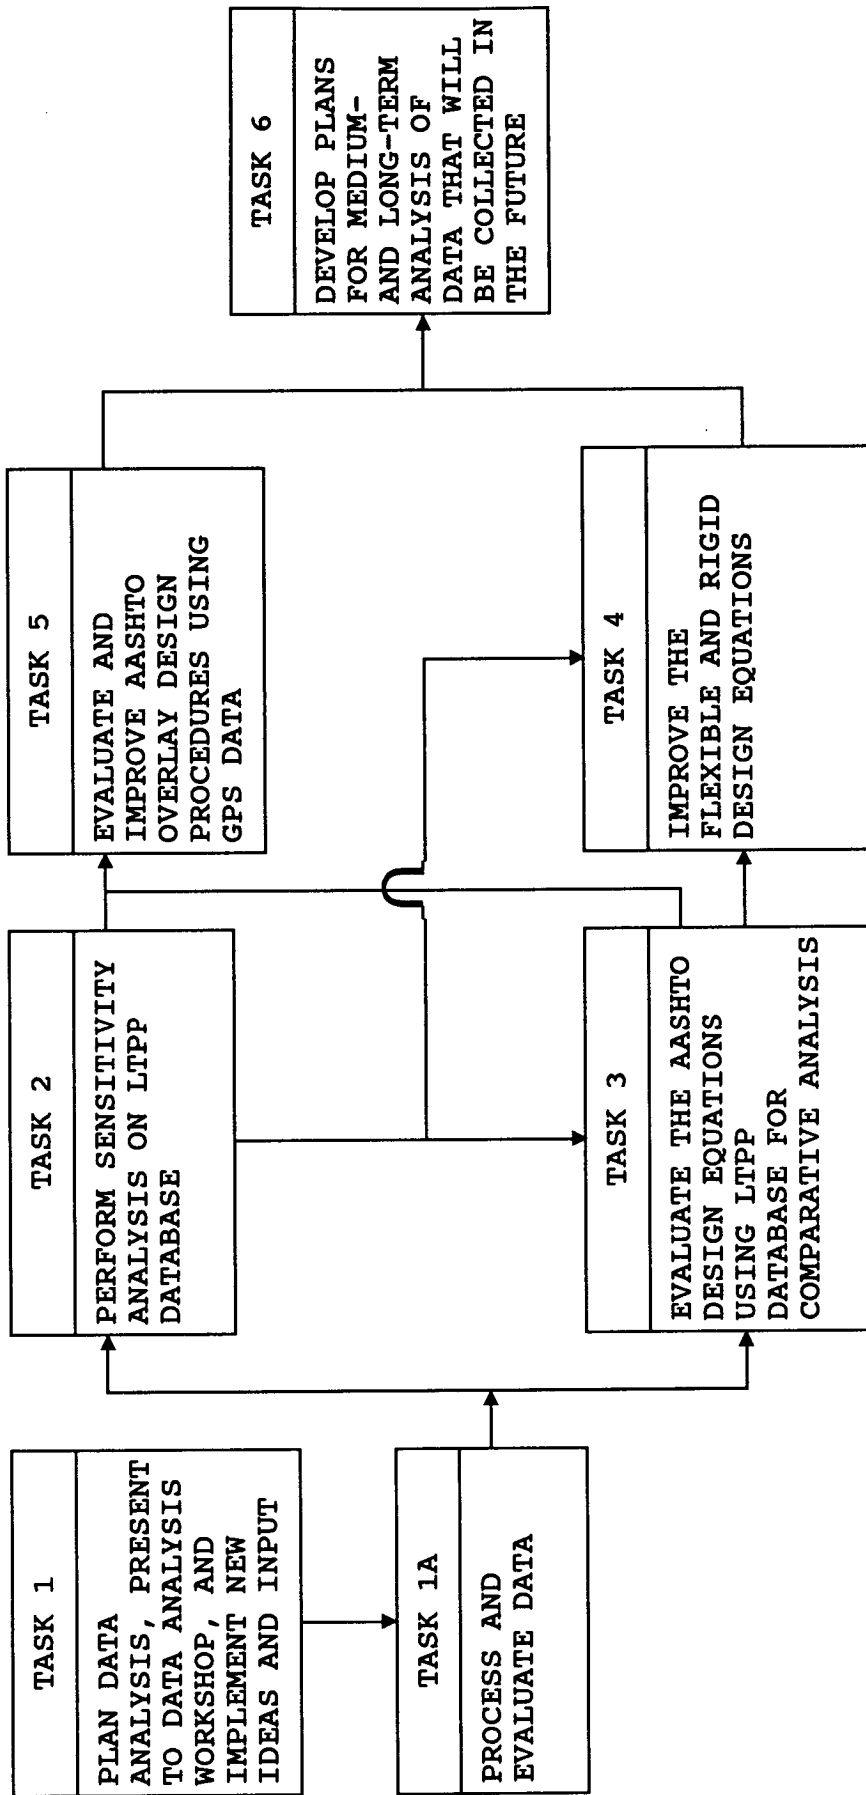 TASK 1
PLAN DATA
ANALYSIS, PRESENT
TO DATA ANALYSIS
WORKSHOP, AND
IMPLEMENT NEW
IDEAS AND INPUT
TASK 1A
PROCESS AND
EVALUATE DATA
TASK 2
PERFORM SENSITIVITY
ANALYSIS ON LTPP
DATABASE
TASK 3
EVALUATE THE AASHTO
DESIGN EQUATIONS
USING LTPP
DATABASE FOR
COMPARATIVE ANALYSIS
TASK 5
EVALUATE AND
IMPROVE AASHTO
OVERLAY DESIGN
PROCEDURES USING
GPS DATA
TASK 4
IMPROVE THE
FLEXIBLE AND RIGID
DESIGN EQUATIONS
TASK 6
DEVELOP PLANS
FOR MEDIUM-
AND LONG-TERM
ANALYSIS OF
DATA THAT WILL
BE COLLECTED IN
THE FUTURE